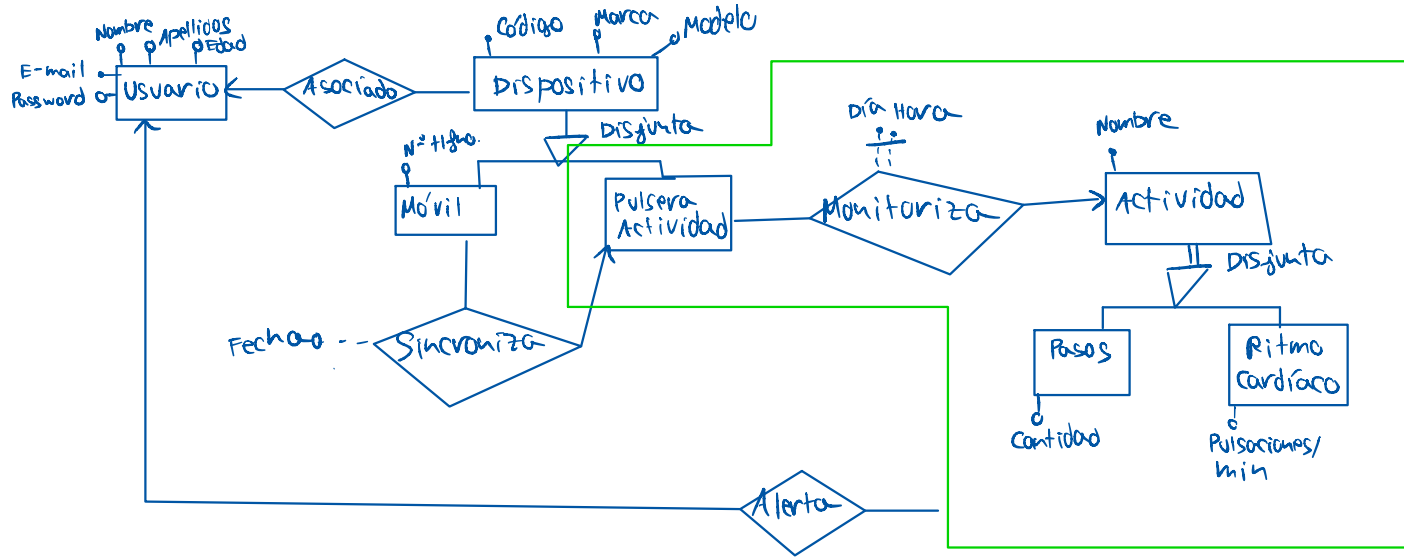 Nombre
Apellidos
Edad
E-mail
Password
Usuario
Asociado
Código
Marca
Modelo
Dispositivo
Disjunta
Nº tlfno.
Móvil
Pulsera
Actividad
Día Hora
Monitoriza
Nombre
Actividad
Disjunta
Fecha
Sincroniza
Pasos
Cantidad
Ritmo
Cardíaco
Pulsaciones/
min
Alerta